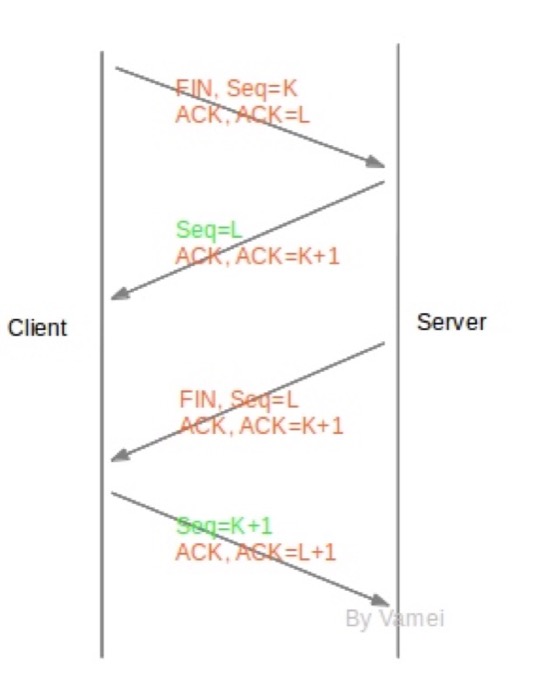 FIN, Seq=K
ACK, ACK=L
Seq=L
ACK, ACK=K+1
Client
Server
FIN, Seq=L
ACK, ACK=K+1
Seq=K+1
ACK, ACK=L+1
By Vamei